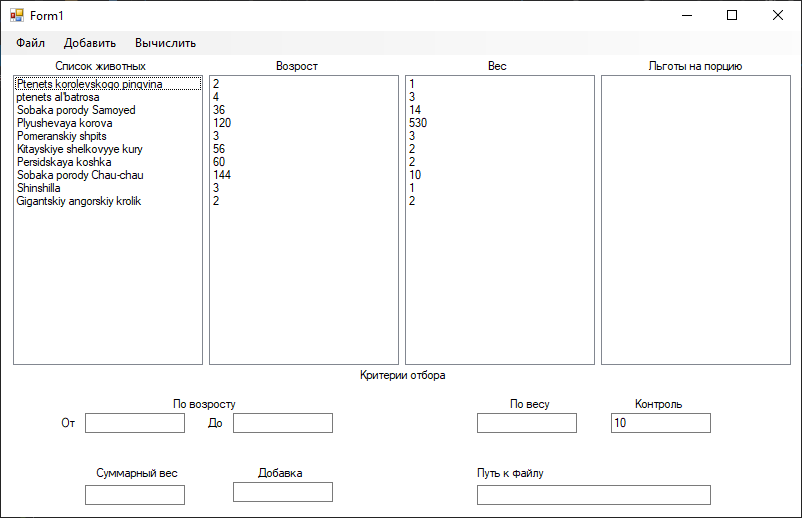 Form1
Файл Добавить Вычислить
Список животных Возрост Вес Льготы на порцию
Ptenets korolevskogo pingvina 2 1
ptenets al'batrosa 4 3
Sobaka porody Samoyed 36 14
Plyushevaya korova 120 530
Pomeranskiy shpits 3 3
Kitayskiye shelkovyye kury 56 2
Persidskaya koshka 60 2
Sobaka porody Chau-chau 144 10
Shinshilla 3 1
Gigantskiy angorskiy krolik 2 2
Критерии отбора
По возросту По весу Контроль
От До 10
Суммарный вес Добавка Путь к файлу